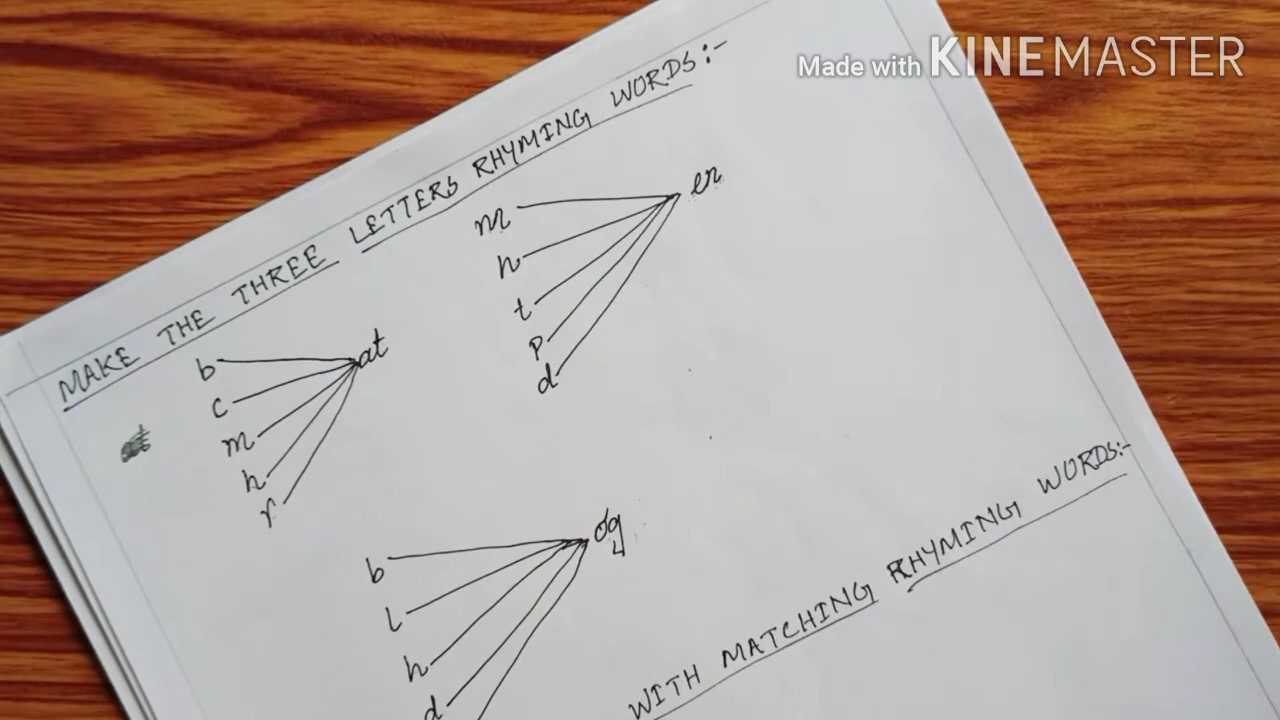 Made with KINEMASTER
MAKE THE THREE LETTERS RHYMING WORDS:-
b at
c
m
h
r
m en
h
t
p
d
b og
l
h
d
WITH MATCHING RHYMING WORDS:-